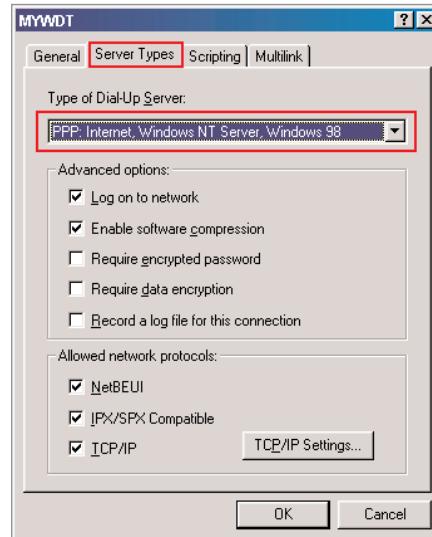 MYWDT
General Server Types Scripting Multilink
Type of Dial-Up Server:
PPP: Internet, Windows NT Server, Windows 98
Advanced options:
Log on to network
Enable software compression
Require encrypted password
Require data encryption
Record a log file for this connection
Allowed network protocols:
NetBEUI
IPX/SPX Compatible
TCP/IP TCP/IP Settings...
OK Cancel